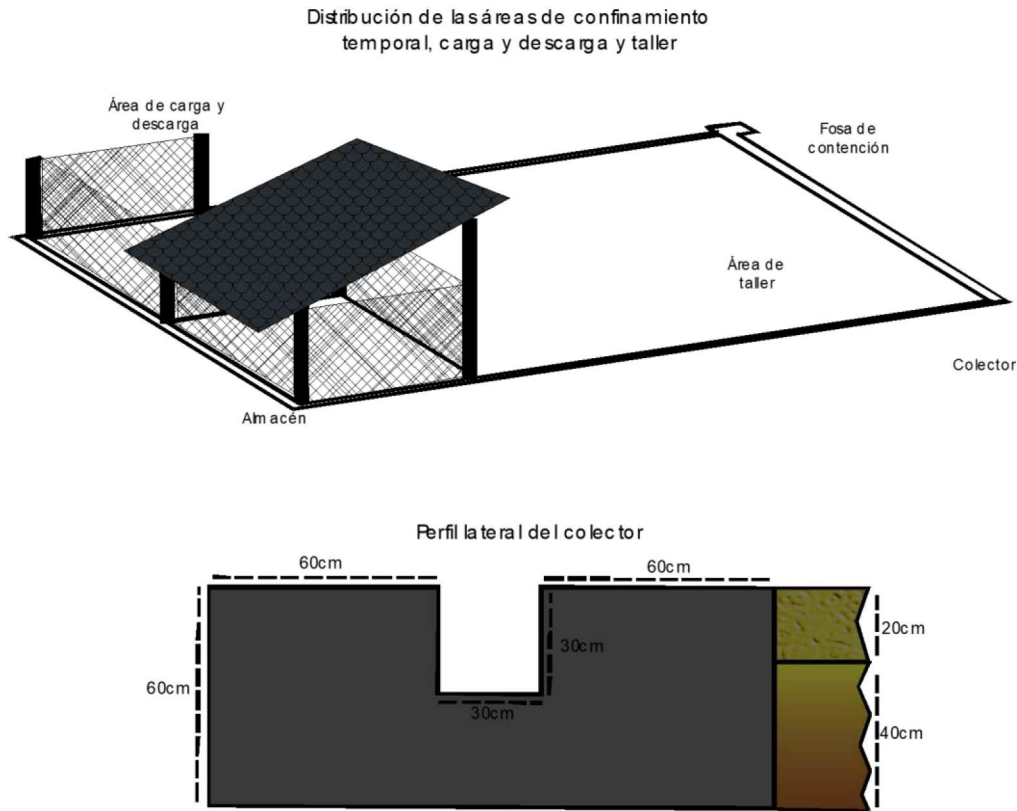 Distribución de las áreas de confinamiento
temporal, carga y descarga y taller
Área de carga y
descarga
Fosa de
contención
Área de
taller
Colector
Almacén
Perfil lateral del colector
60cm
60cm
20cm
30cm
60cm
30cm
40cm